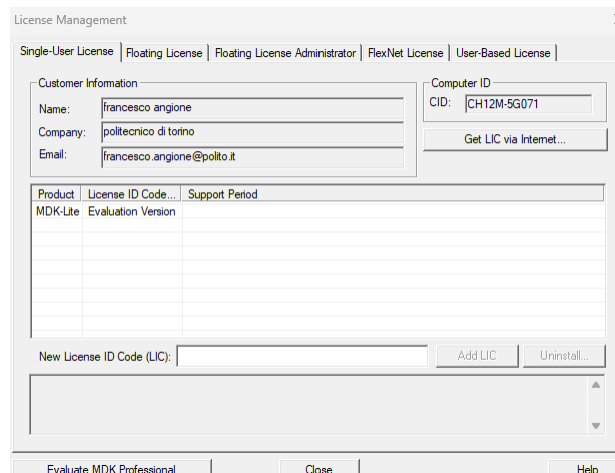 License Management
Single-User License Floating License Floating License Administrator FlexNet License User-Based License
Customer Information
Name: francesco angione
Company: politecnico di torino
Email: francesco.angione@polito.it
Computer ID
CID: CH12M-5G071
Get LIC via Internet...
Product License ID Code... Support Period
MDK-Lite Evaluation Version
New License ID Code (LIC): Add LIC Uninstall...
Evaluate MDK Professional Close Help